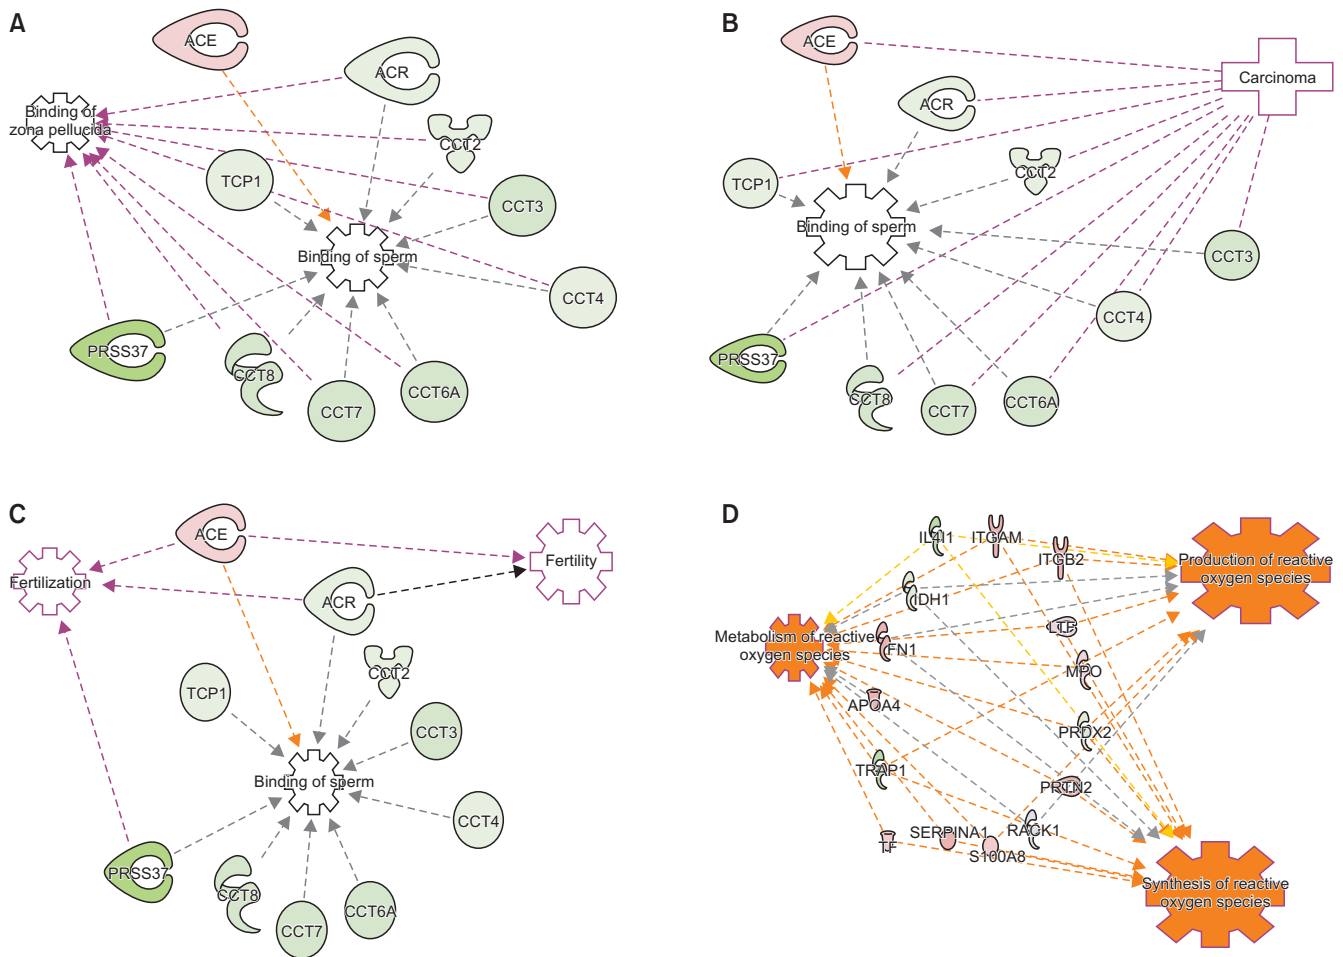 A
ACE
ACR
Binding of
zona pellucida
CCT2
TCP1
CCT3
Binding of sperm
CCT4
PRSS37
CCT8
CCT7
CCT6A
B
ACE
Carcinoma
ACR
CCT2
TCP1
Binding of sperm
CCT3
CCT4
PRSS37
CCT8
CCT7
CCT6A
C
ACE
Fertilization
Fertility
ACR
CCT2
TCP1
CCT3
Binding of sperm
CCT4
PRSS37
CCT8
CCT7
CCT6A
D
IL4I1
ITGAM
ITGB2
Production of reactive
oxygen species
IDH1
LTF
Metabolism of reactive
oxygen species
FN1
MPO
APOA4
PRDX2
TRAP1
PRTN2
SERPINA1
RACK1
TF
S100A8
Synthesis of reactive
oxygen species